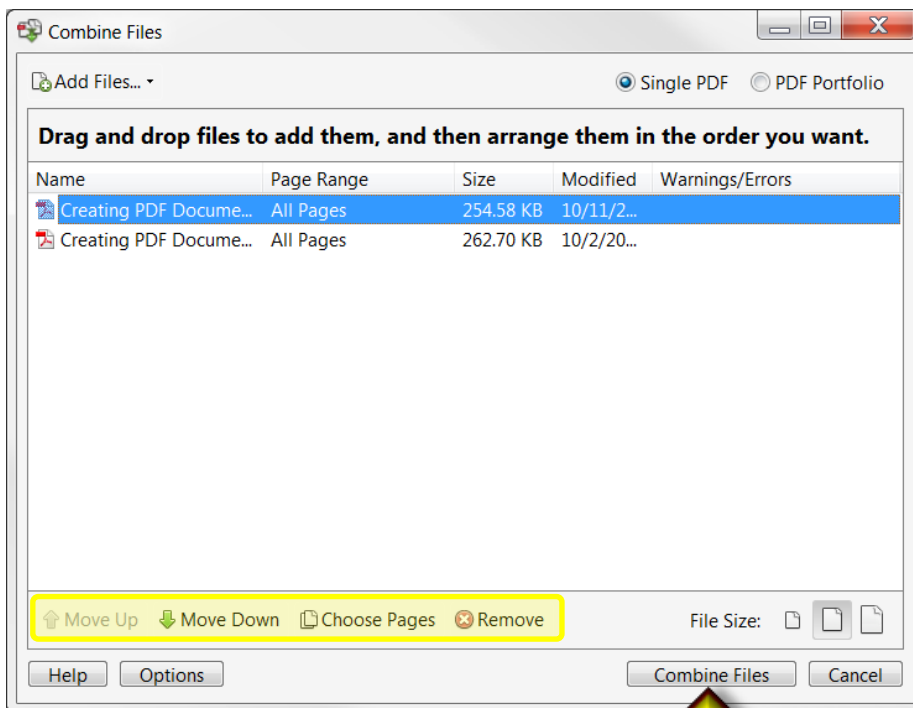 Combine Files
Add Files... Single PDF PDF Portfolio
Drag and drop files to add them, and then arrange them in the order you want.
Name Page Range Size Modified Warnings/Errors
Creating PDF Docume... All Pages 254.58 KB 10/11/2...
Creating PDF Docume... All Pages 262.70 KB 10/2/20...
Move Up Move Down Choose Pages Remove File Size:
Help Options Combine Files Cancel